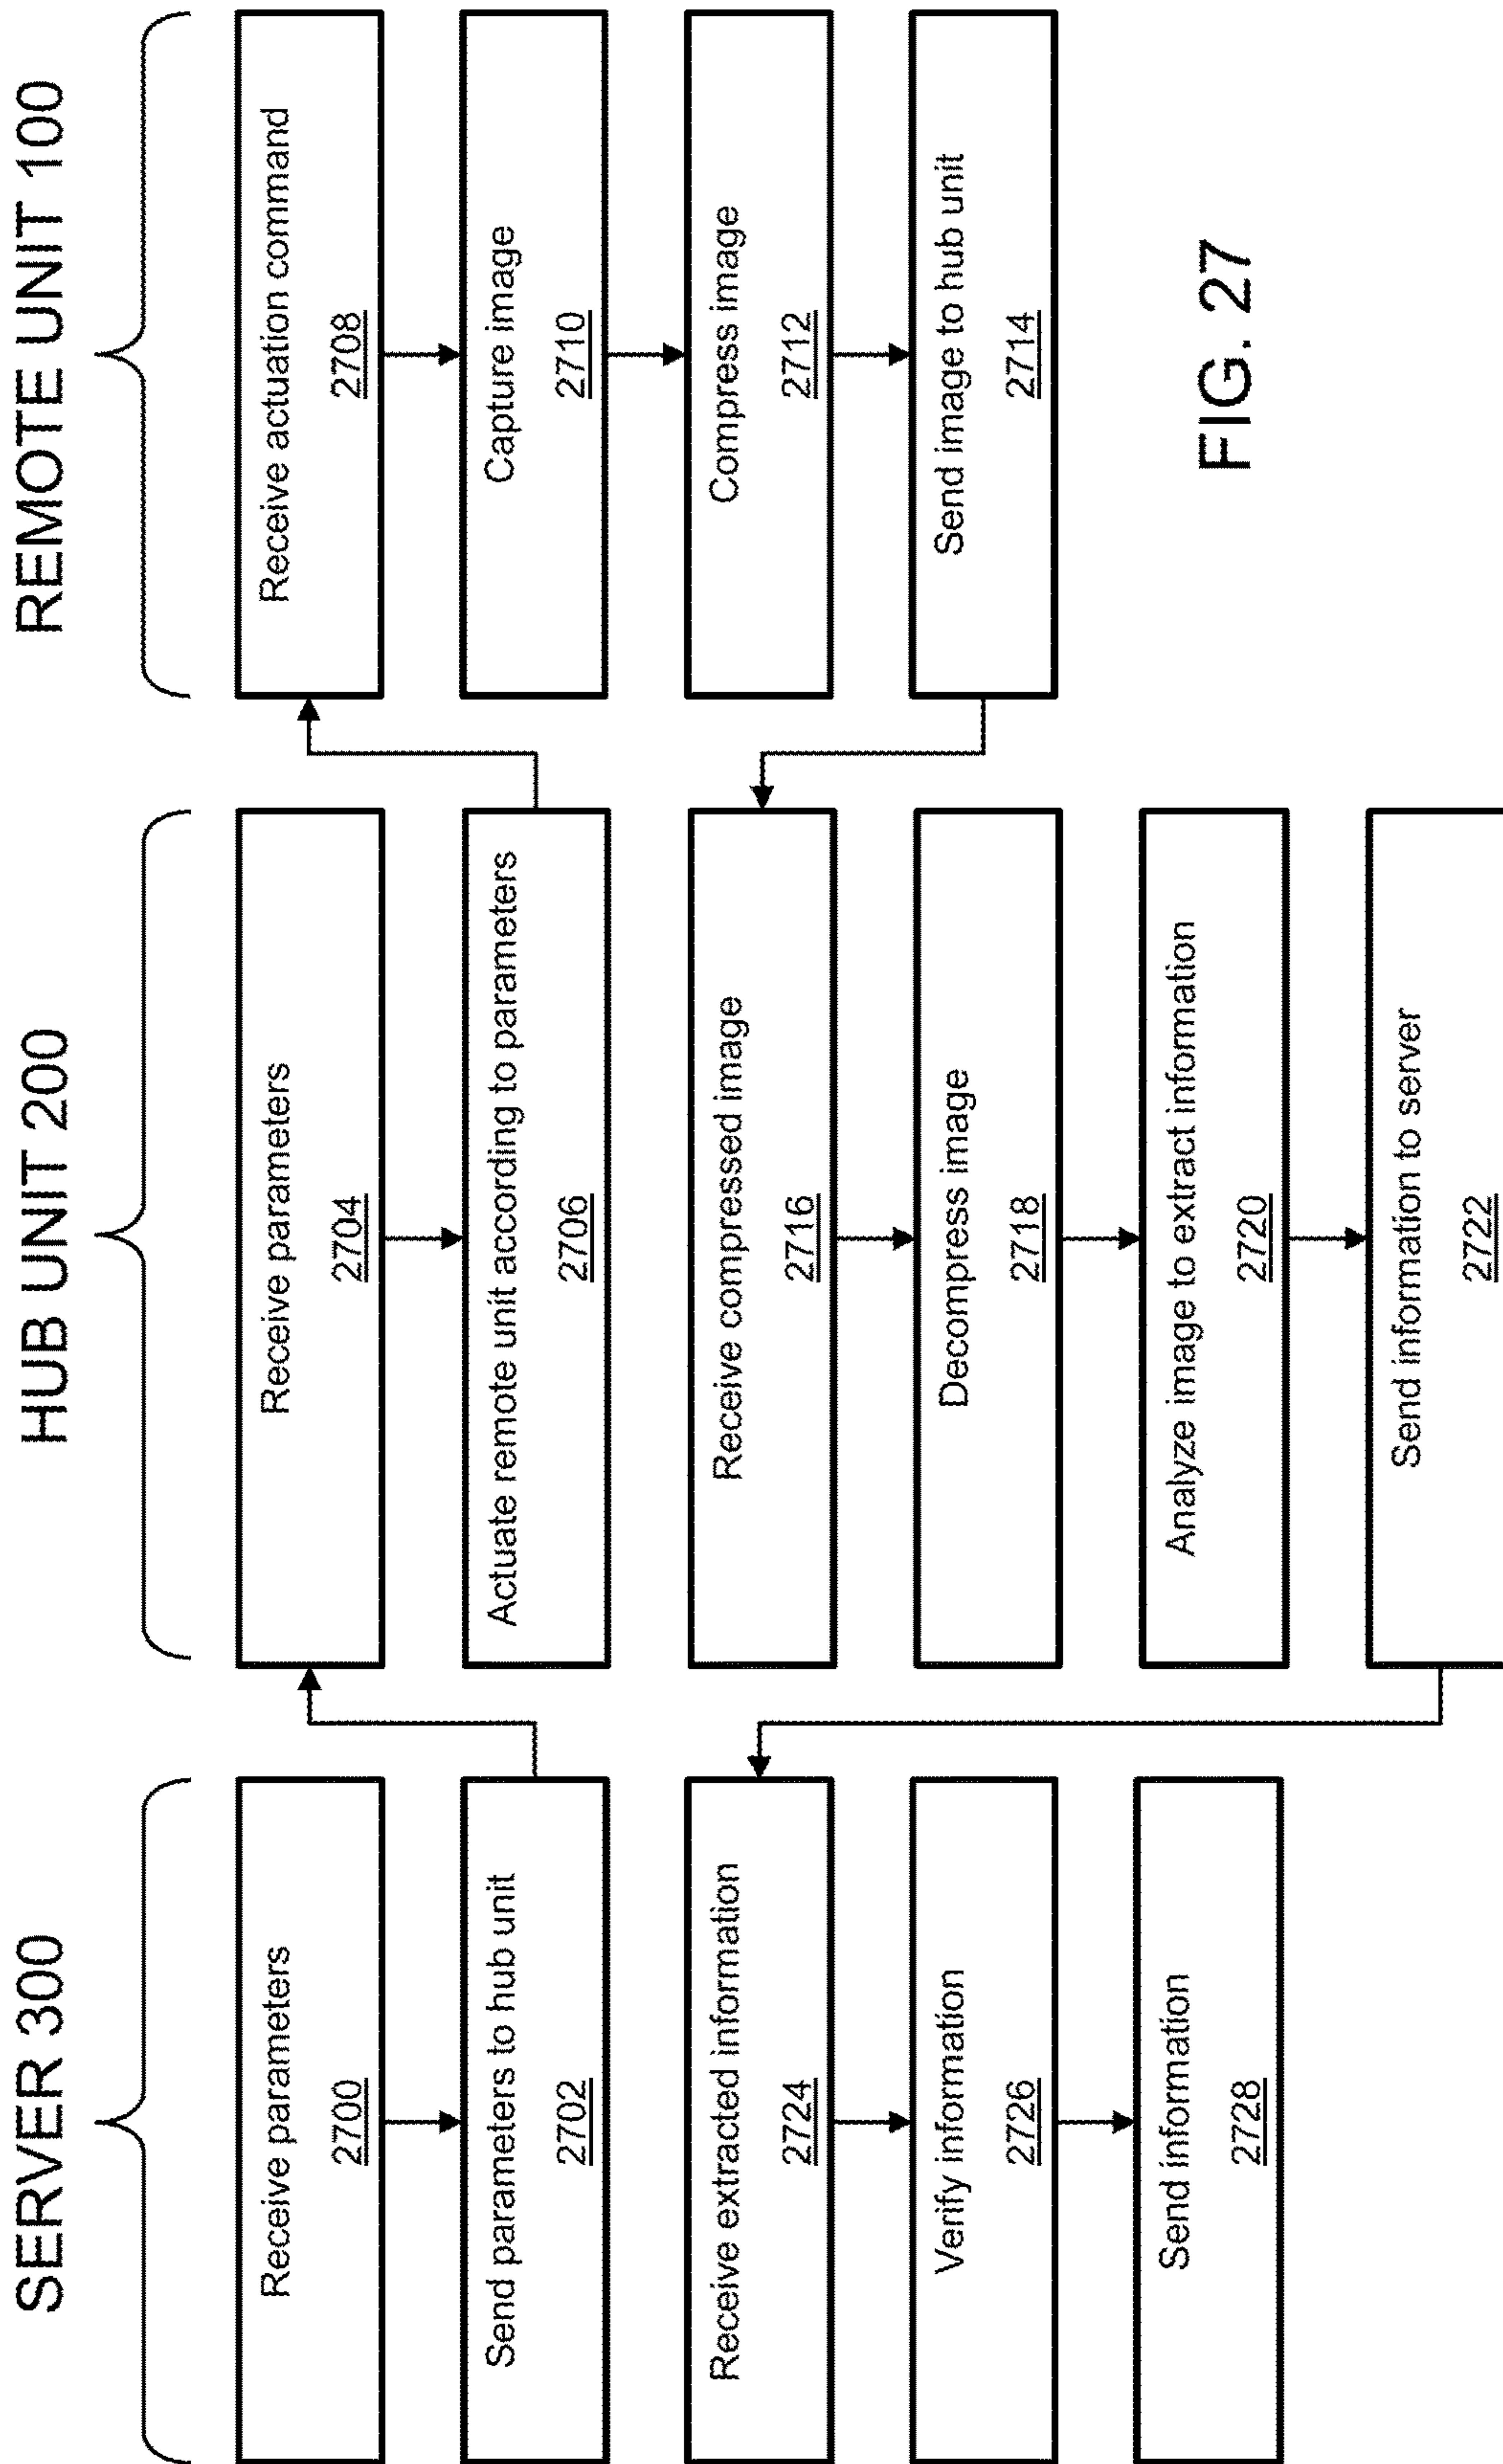 SERVER 300
Receive parameters
2700
Send parameters to hub unit
2702
Receive extracted information
2724
Verify information
2726
Send information
2728
HUB UNIT 200
Receive parameters
2704
Actuate remote unit according to parameters
2706
Receive compressed image
2716
Decompress image
2718
Analyze image to extract information
2720
Send information to server
2722
REMOTE UNIT 100
Receive actuation command
2708
Capture image
2710
Compress image
2712
Send image to hub unit
2714
FIG. 27